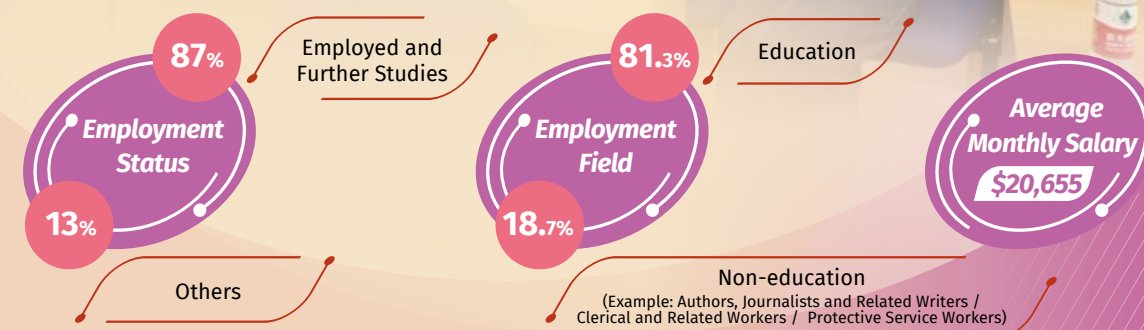 87%
Employed and
Further Studies
Employment
Status
13%
Others
81.3%
Education
Employment
Field
18.7%
Non-education
(Example: Authors, Journalists and Related Writers /
Clerical and Related Workers / Protective Service Workers)
Average
Monthly Salary
$20,655